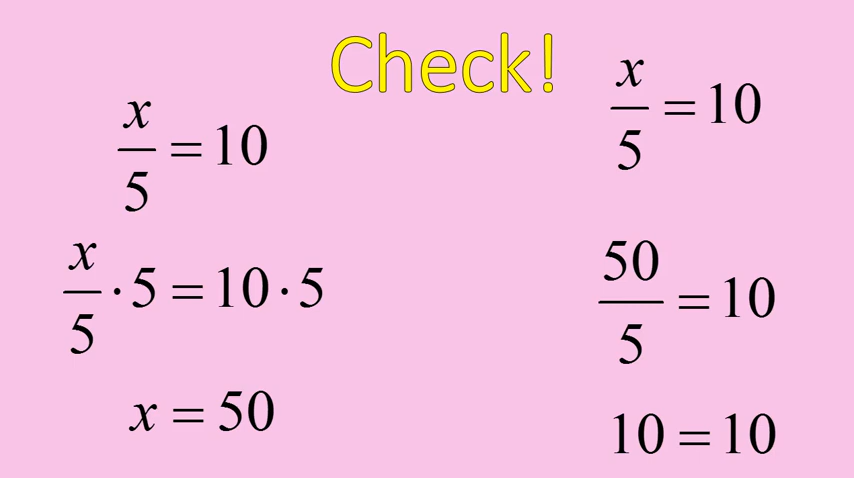 Check!
x/5 = 10
x/5 · 5 = 10 · 5
x = 50
x/5 = 10
50/5 = 10
10 = 10